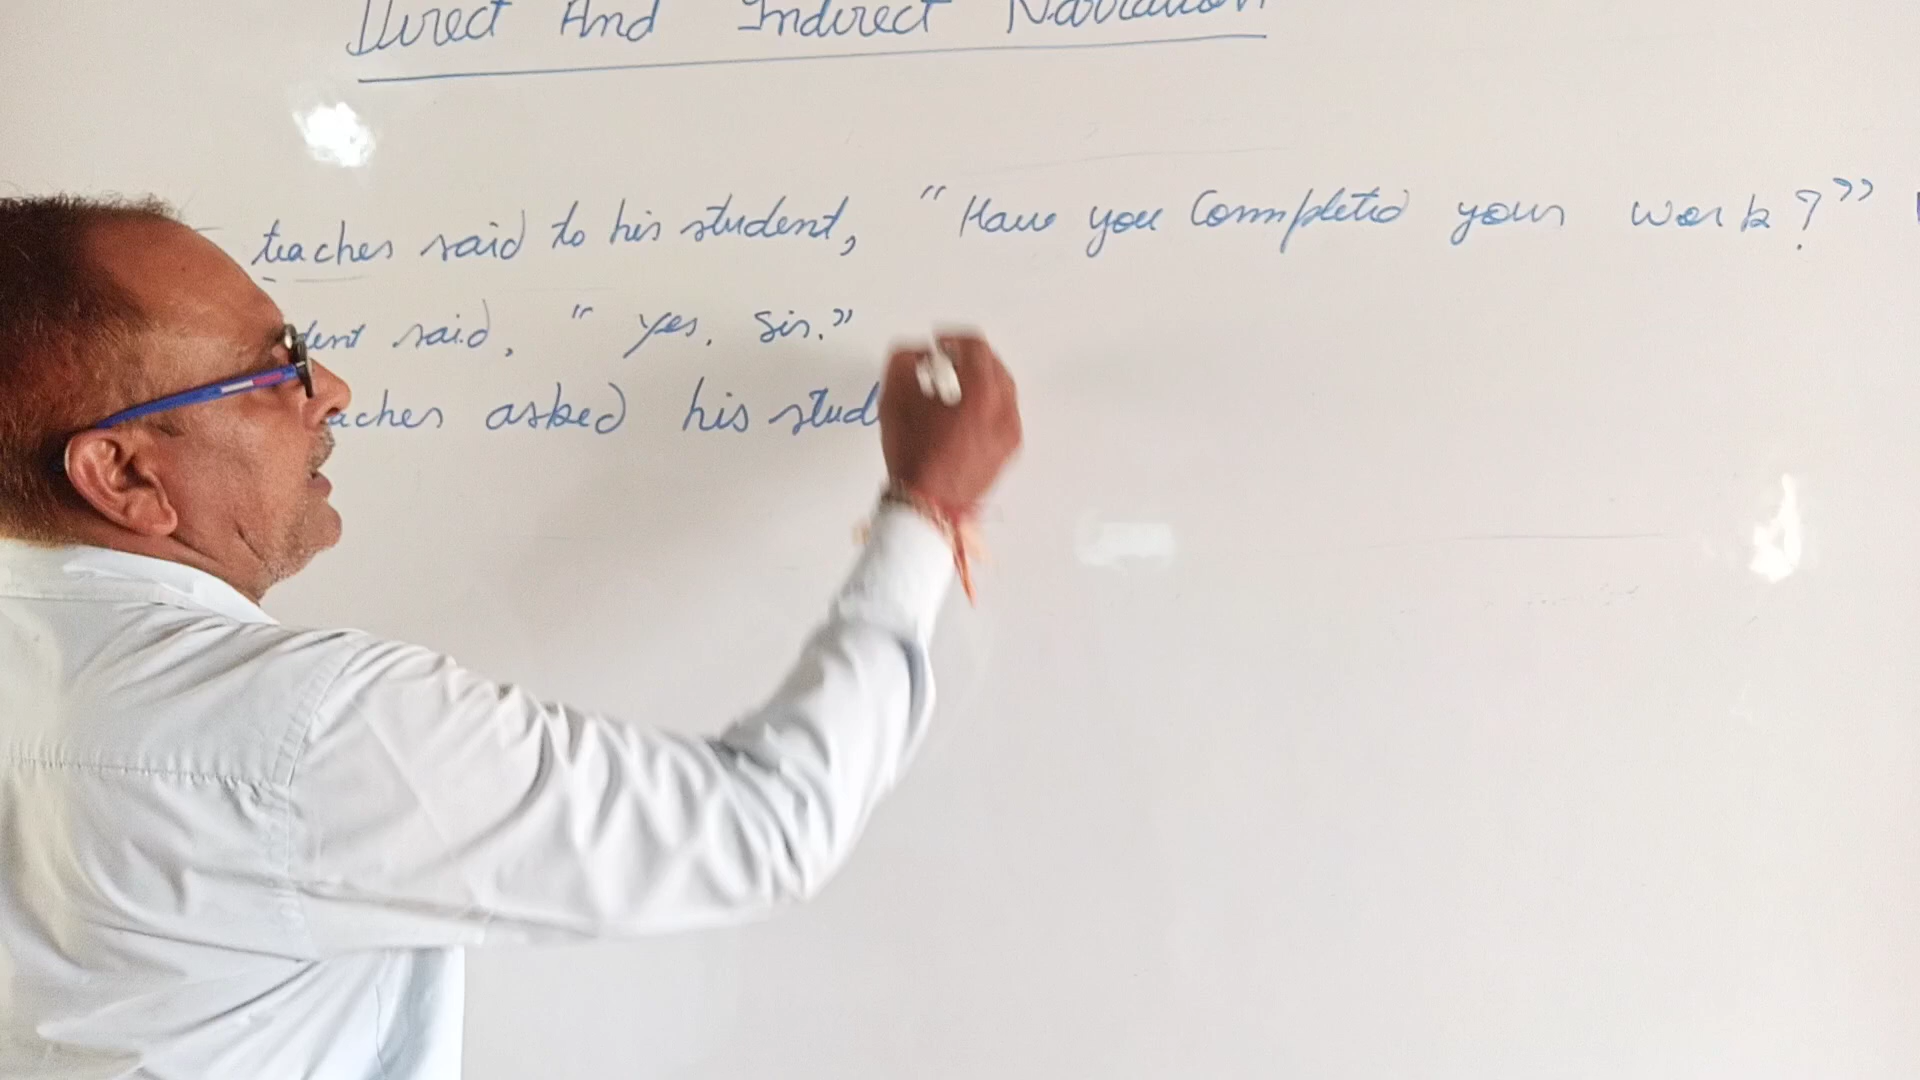 Direct And Indirect Narration
teacher said to his student, "Have you Completed your work?"
dent said, " yes, Sir."
acher asked his stud